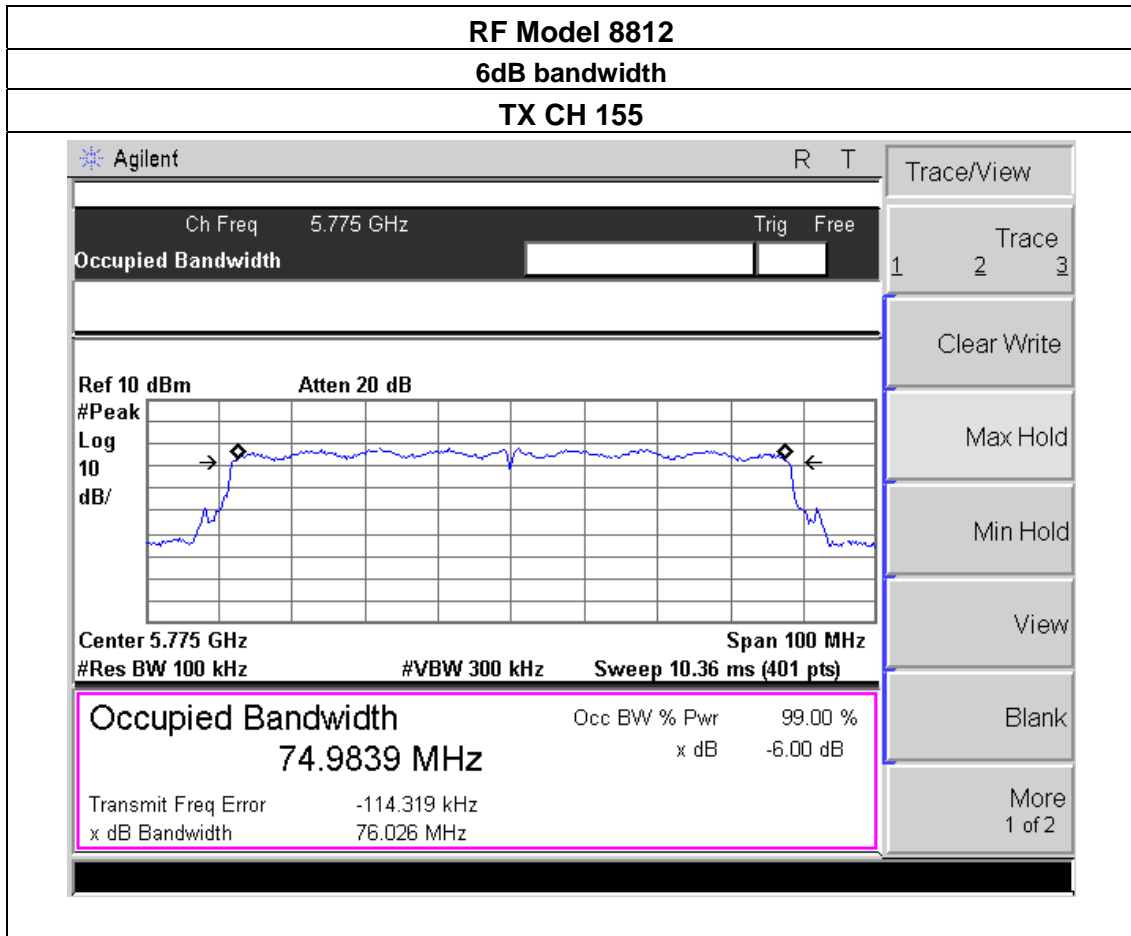 RF Model 8812
6dB bandwidth
TX CH 155
Agilent R T
Trace/View
Ch Freq 5.775 GHz Trig Free
Occupied Bandwidth
Trace
1 2 3
Clear Write
Ref 10 dBm Atten 20 dB
#Peak
Log
10
dB/
Max Hold
Min Hold
View
Center 5.775 GHz Span 100 MHz
#Res BW 100 kHz #VBW 300 kHz Sweep 10.36 ms (401 pts)
Occupied Bandwidth Occ BW % Pwr 99.00 %
74.9839 MHz x dB -6.00 dB
Blank
Transmit Freq Error -114.319 kHz
x dB Bandwidth 76.026 MHz
More
1 of 2